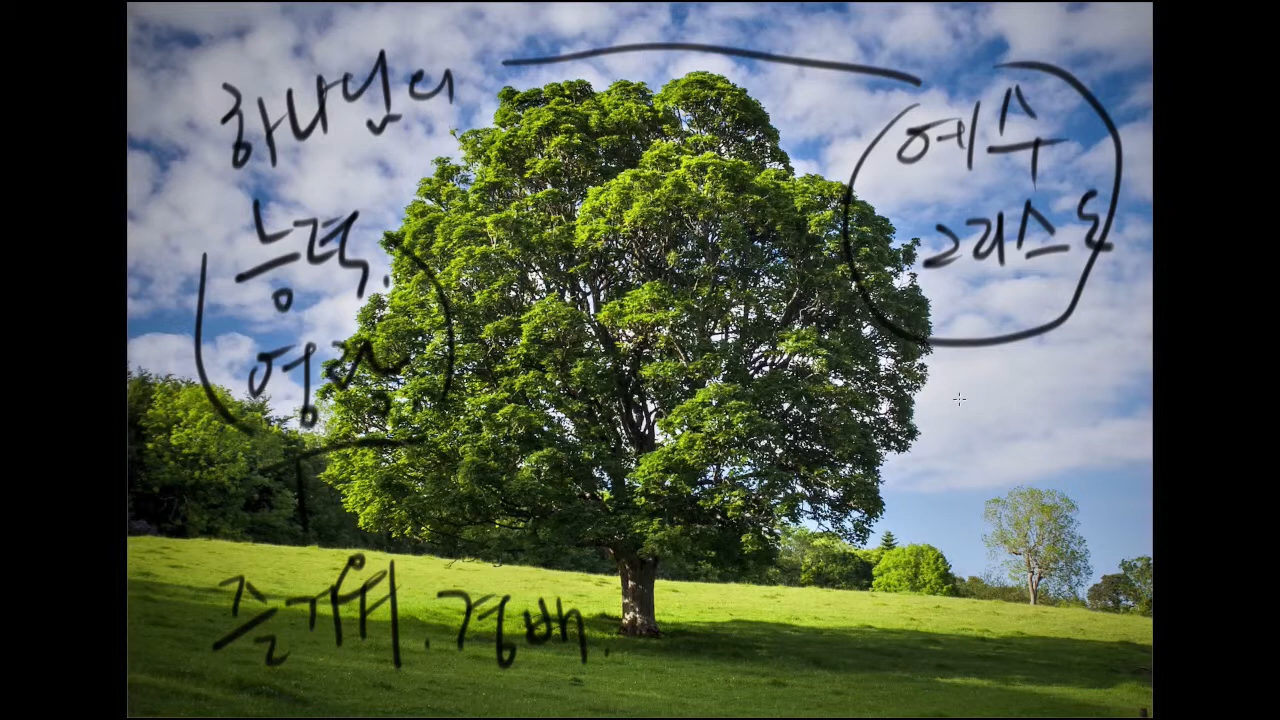 하나님의
능력.
영광
예수
그리스도
즐거워. 경배.